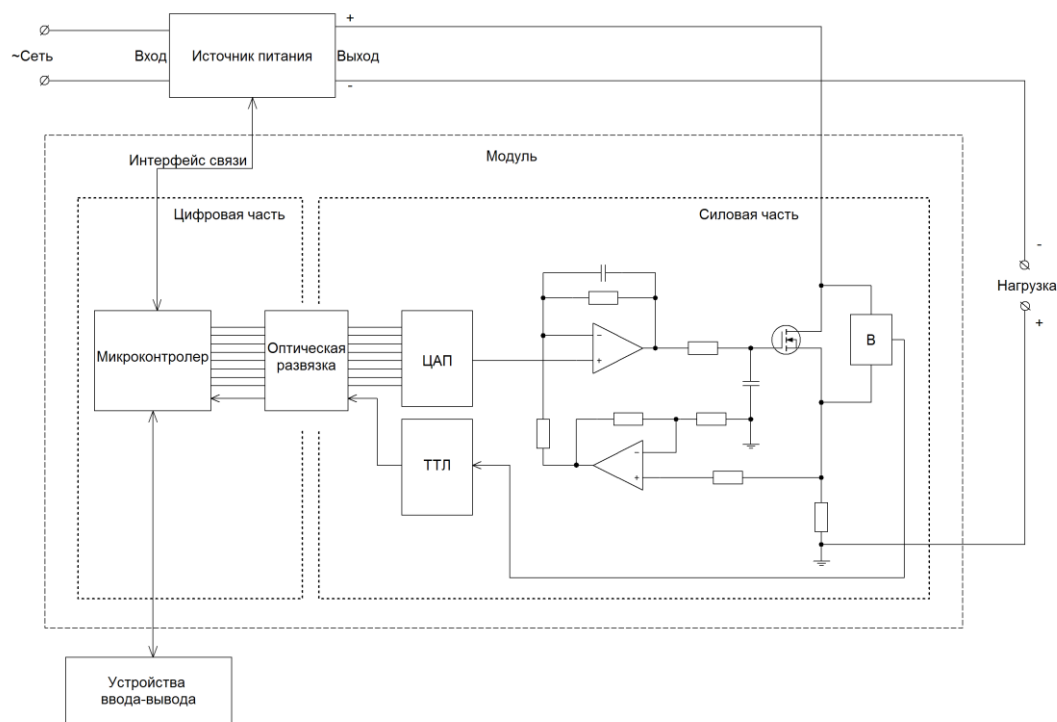 +
~Сеть
Вход
Источник питания
Выход
-
Интерфейс связи
Модуль
Цифровая часть
Силовая часть
-
Нагрузка
+
Микроконтролер
Оптическая
развязка
ЦАП
−
+
В
ТТЛ
−
+
Устройства
ввода-вывода